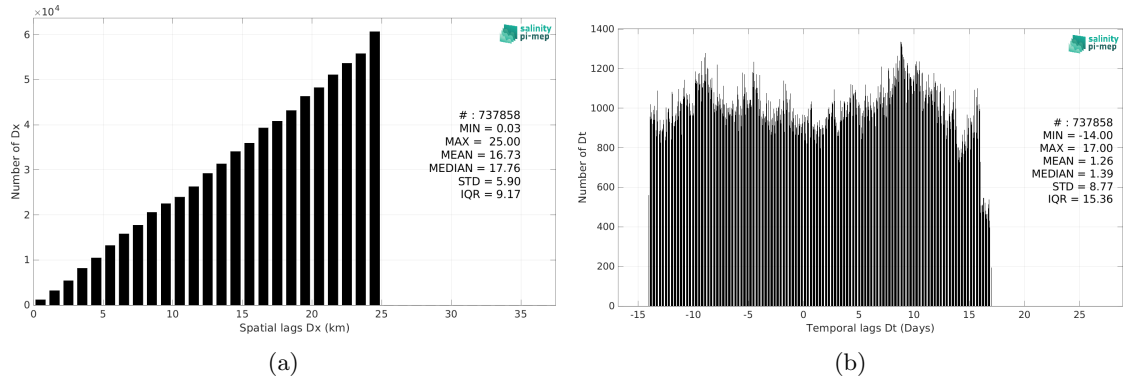 ×10⁴
6
5
4
3
2
1
0
Number of Dx
0 5 10 15 20 25 30 35
Spatial lags Dx (km)
salinity
pi-mep
# : 737858
MIN = 0.03
MAX = 25.00
MEAN = 16.73
MEDIAN = 17.76
STD = 5.90
IQR = 9.17
(a)
1400
1200
1000
800
600
400
200
0
Number of Dt
-15 -10 -5 0 5 10 15 20 25
Temporal lags Dt (Days)
salinity
pi-mep
# : 737858
MIN = -14.00
MAX = 17.00
MEAN = 1.26
MEDIAN = 1.39
STD = 8.77
IQR = 15.36
(b)